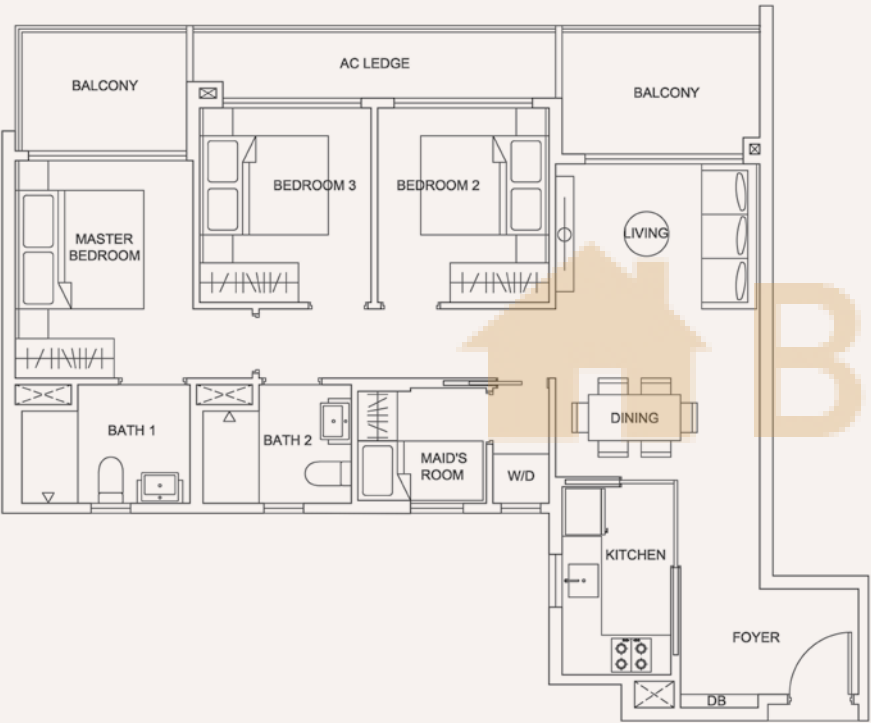 AC LEDGE
BALCONY
BALCONY
BEDROOM 3
BEDROOM 2
LIVING
MASTER
BEDROOM
B
DINING
BATH 1
BATH 2
MAID'S
ROOM
W/D
KITCHEN
FOYER
DB